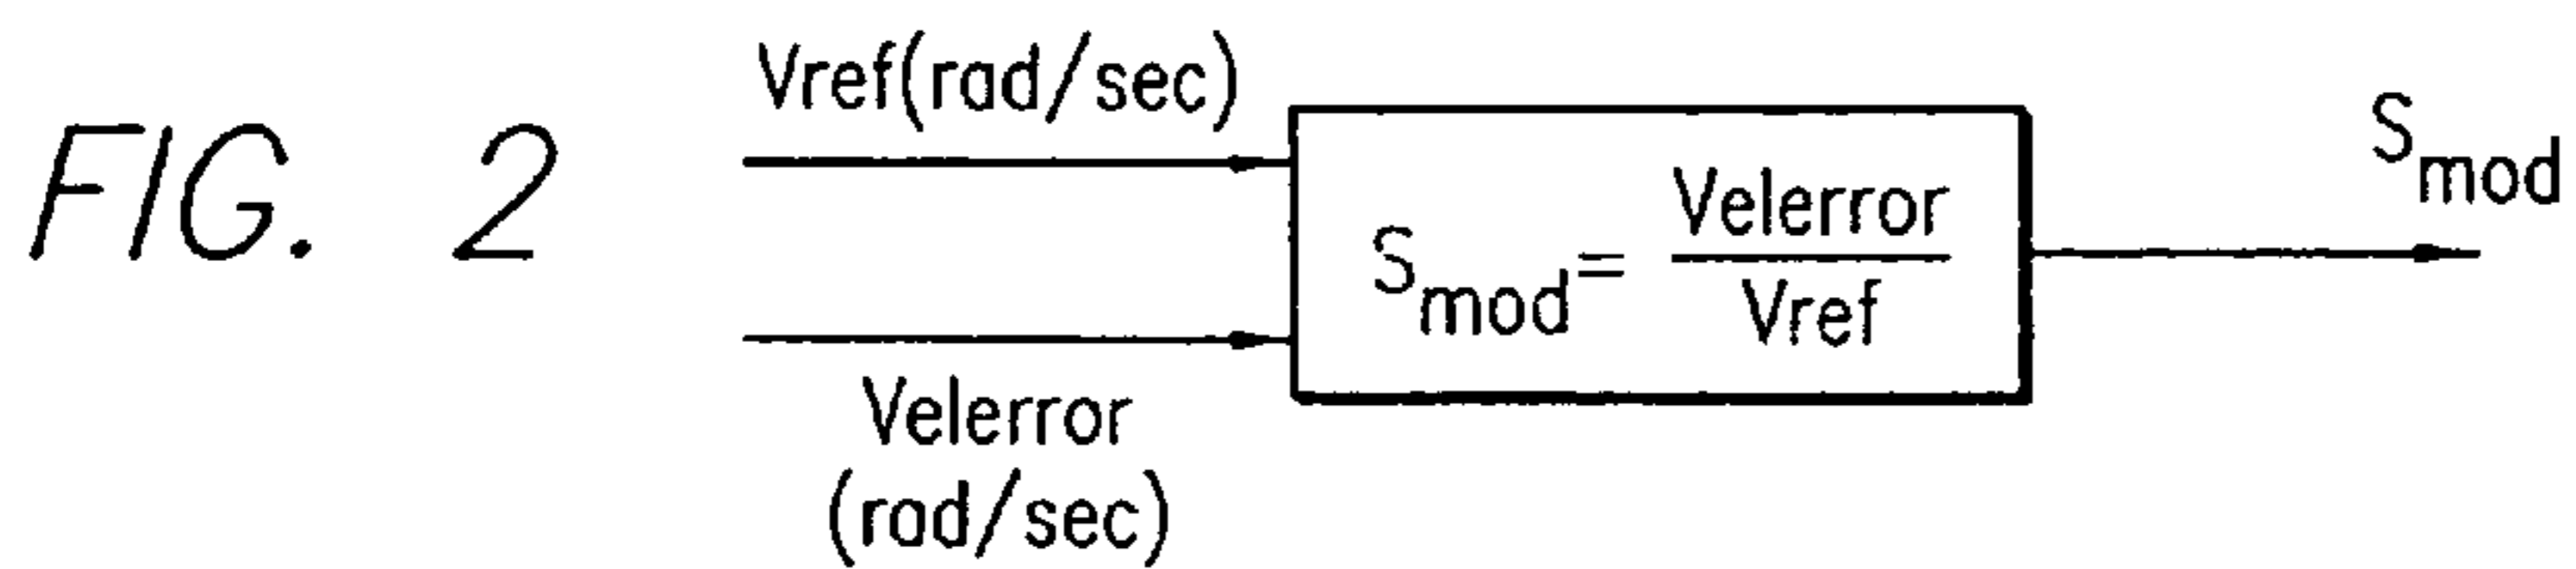 FIG. 2
Vref(rad/sec)
Velerror
(rad/sec)
Smod= Velerror
Vref
Smod